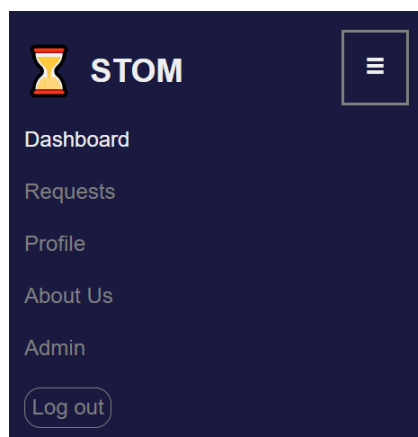 STOM
Dashboard
Requests
Profile
About Us
Admin
Log out